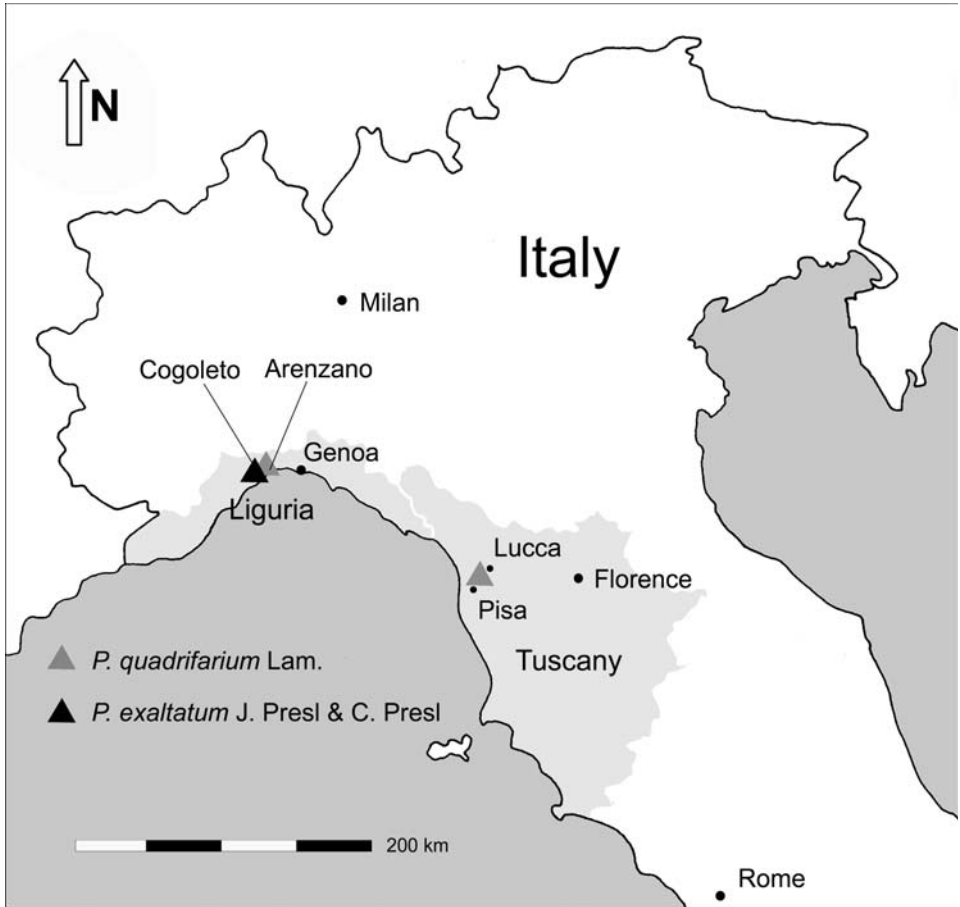 N
Italy
Milan
Cogoleto
Arenzano
Genoa
Liguria
Lucca
Florence
Pisa
Tuscany
P. quadrifarium Lam.
P. exaltatum J. Presl & C. Presl
200 km
Rome